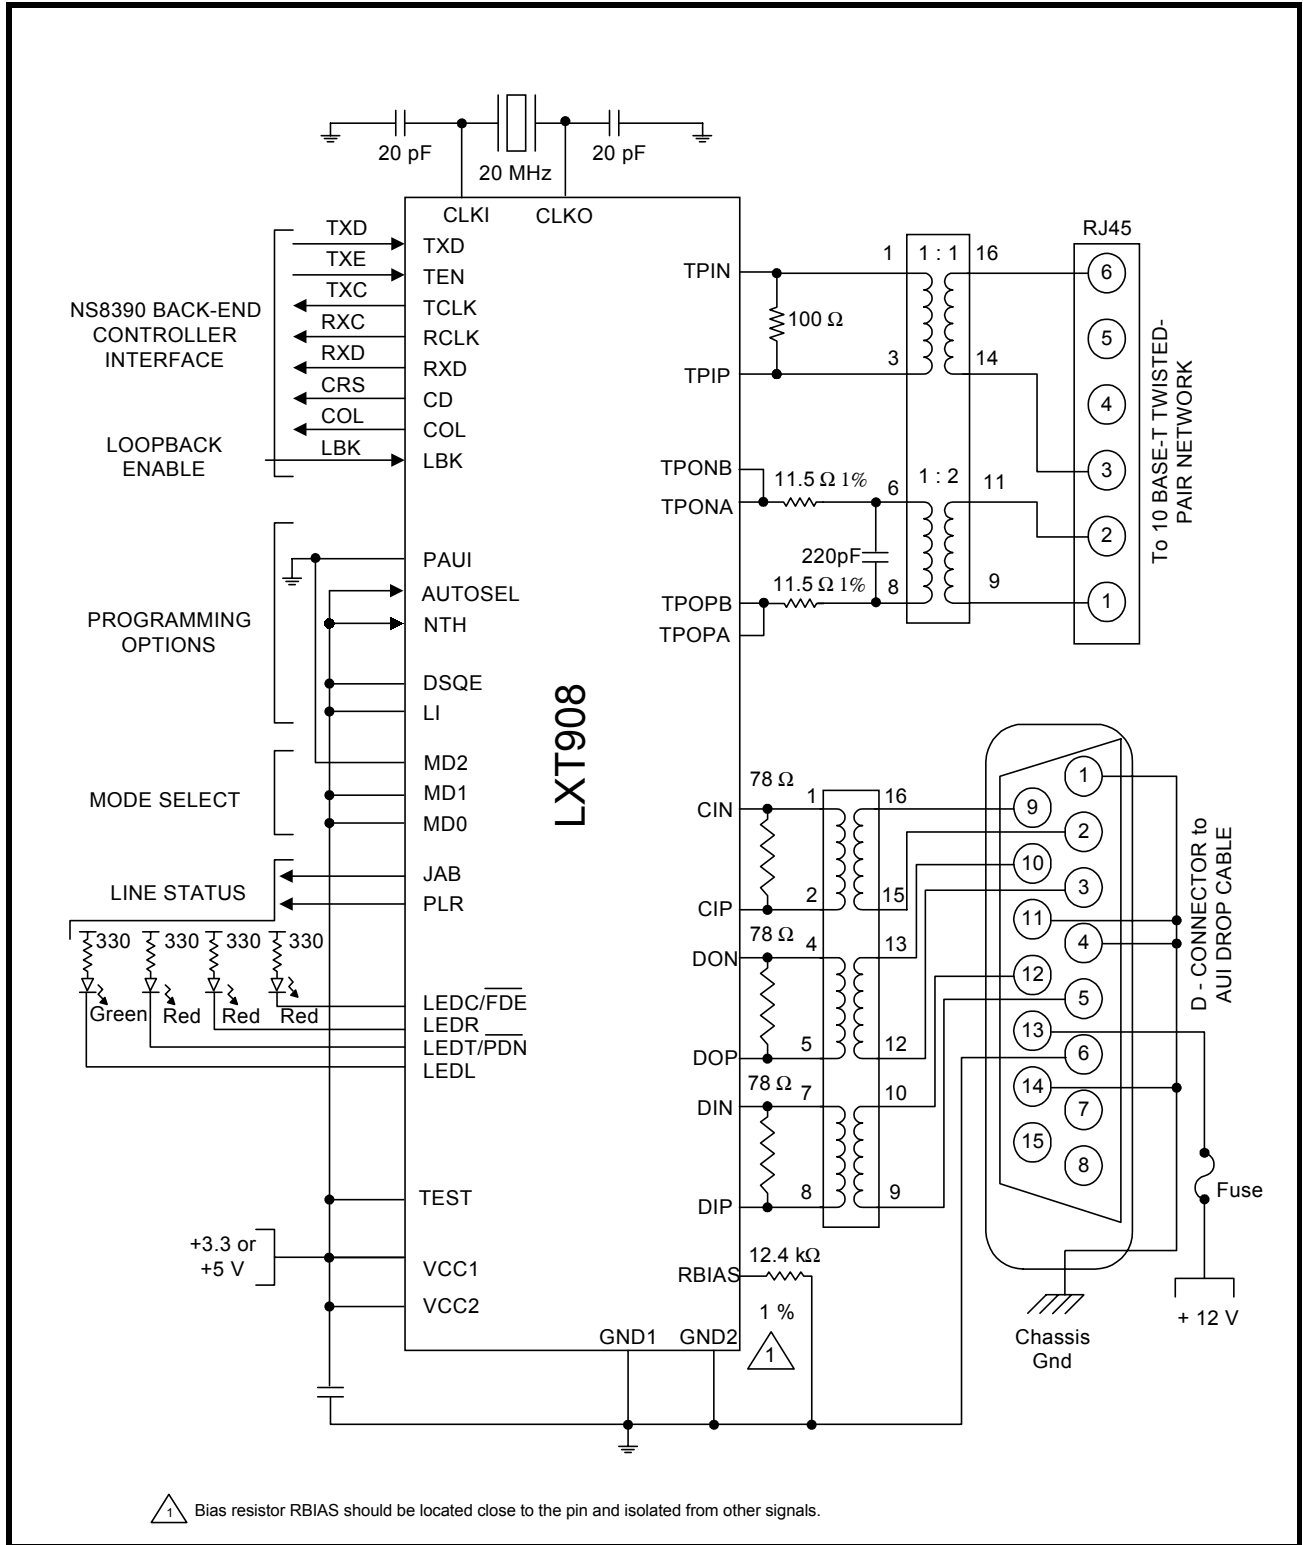 20 pF
20 MHz
20 pF
CLKI
CLKO
NS8390 BACK-END
CONTROLLER
INTERFACE
LOOPBACK
ENABLE
TXD
TXE
TXC
RXC
RXD
CRS
COL
LBK
TXD
TEN
TCLK
RCLK
RXD
CD
COL
LBK
PROGRAMMING
OPTIONS
PAUI
AUTOSEL
NTH
DSQE
LI
MODE SELECT
MD2
MD1
MD0
LINE STATUS
JAB
PLR
330
330
330
330
Green
Red
Red
Red
LEDC/FDE
LEDR
LEDT/PDN
LEDL
TEST
+3.3 or
+5 V
VCC1
VCC2
LXT908
GND1
GND2
TPIN
TPIP
100 Ω
1
1 : 1
16
3
14
TPONB
TPONA
11.5 Ω 1%
6
1 : 2
11
220pF
TPOPB
TPOPA
11.5 Ω 1%
8
9
RJ45
6
5
4
3
2
1
To 10 BASE-T TWISTED-
PAIR NETWORK
CIN
78 Ω
1
16
CIP
2
15
DON
78 Ω
4
13
DOP
5
12
DIN
78 Ω
7
10
DIP
8
9
RBIAS
12.4 kΩ
1 %
1
1
9
2
10
3
11
4
12
5
13
6
14
7
15
8
D - CONNECTOR to
AUI DROP CABLE
Fuse
+ 12 V
Chassis
Gnd
1 Bias resistor RBIAS should be located close to the pin and isolated from other signals.